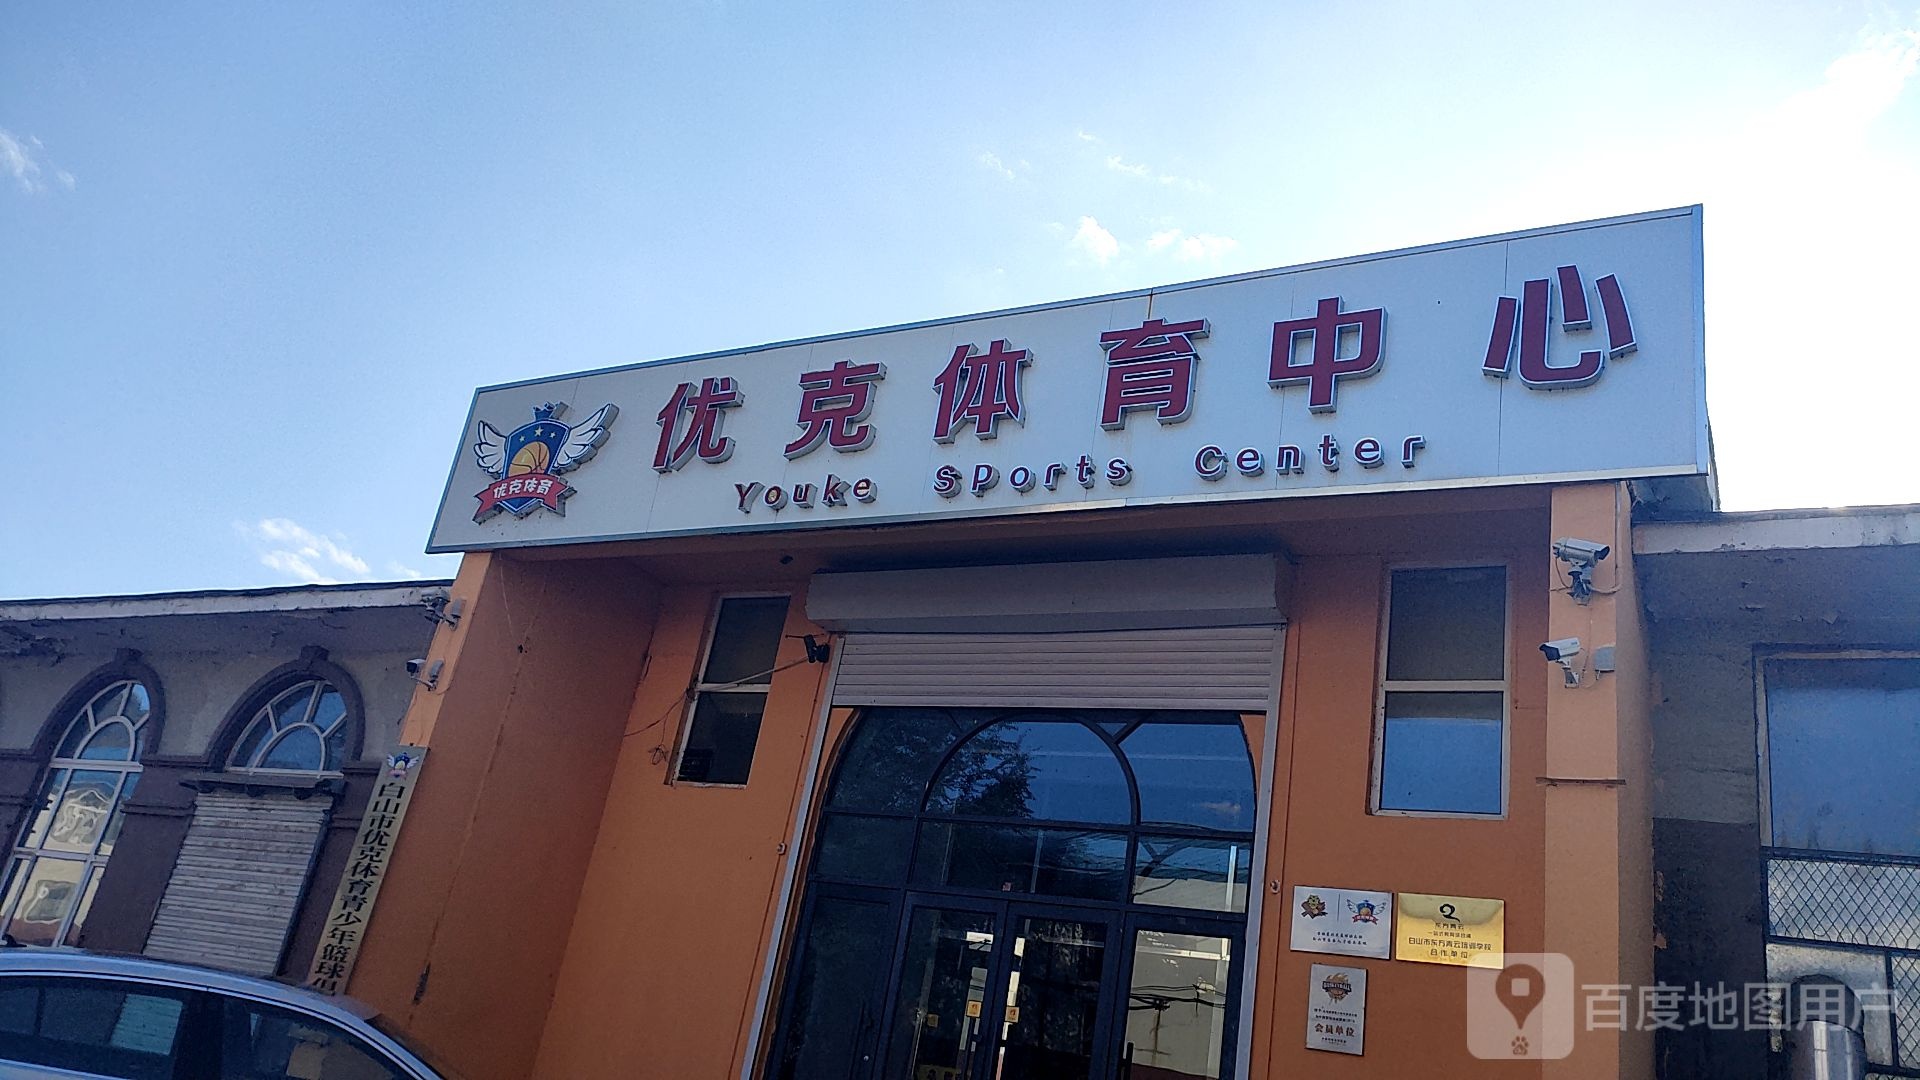 优克体育中心
Youke Sports Center
优克体育
白山市优克体育青少年篮球
东方青云
白山市东方青云培训学校
合作单位
BASKETBALL
会员单位
百度地图用户